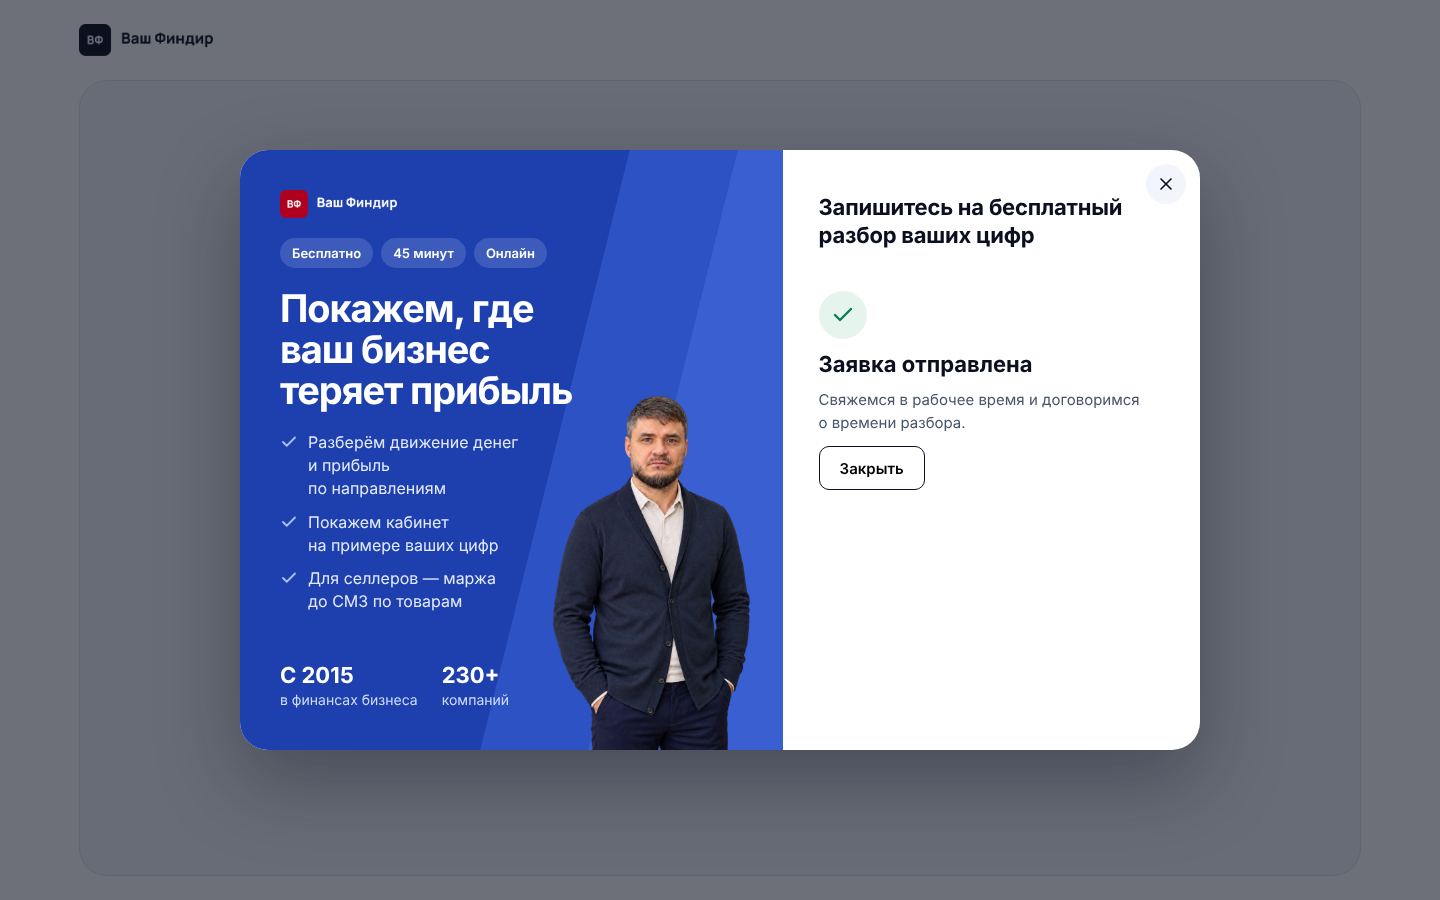 ВФ Ваш Финдир
ВФ Ваш Финдир
Бесплатно 45 минут Онлайн
Покажем, где
ваш бизнес
теряет прибыль
Разберём движение денег
и прибыль
по направлениям
Покажем кабинет
на примере ваших цифр
Для селлеров — маржа
до СМЗ по товарам
С 2015 230+
в финансах бизнеса компаний
Запишитесь на бесплатный
разбор ваших цифр
Заявка отправлена
Свяжемся в рабочее время и договоримся
о времени разбора.
Закрыть